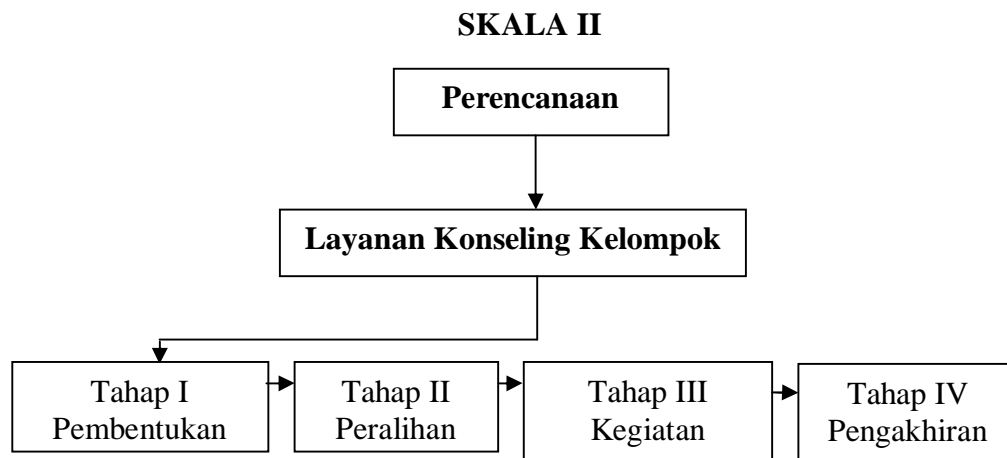 SKALA II
Perencanaan
Layanan Konseling Kelompok
Tahap I
Pembentukan
Tahap II
Peralihan
Tahap III
Kegiatan
Tahap IV
Pengakhiran